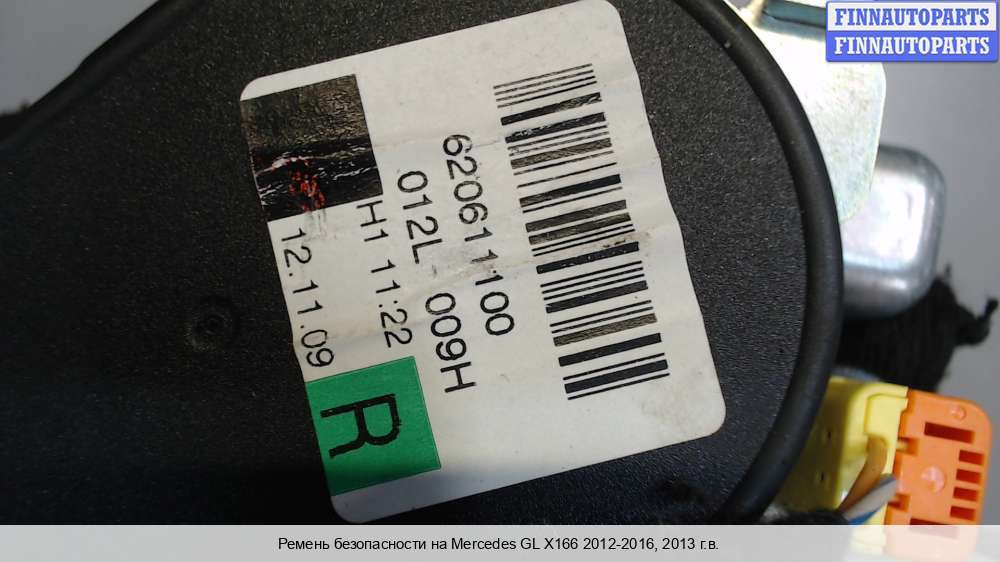 FINNAUTOPARTS
FINNAUTOPARTS
620611100
012L 009H
H1 11:22
12.11.09
R
Ремень безопасности на Mercedes GL X166 2012-2016, 2013 г.в.